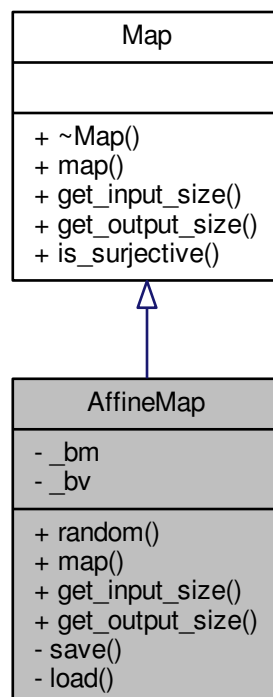 Map
+ ~Map()
+ map()
+ get_input_size()
+ get_output_size()
+ is_surjective()
AffineMap
- _bm
- _bv
+ random()
+ map()
+ get_input_size()
+ get_output_size()
- save()
- load()